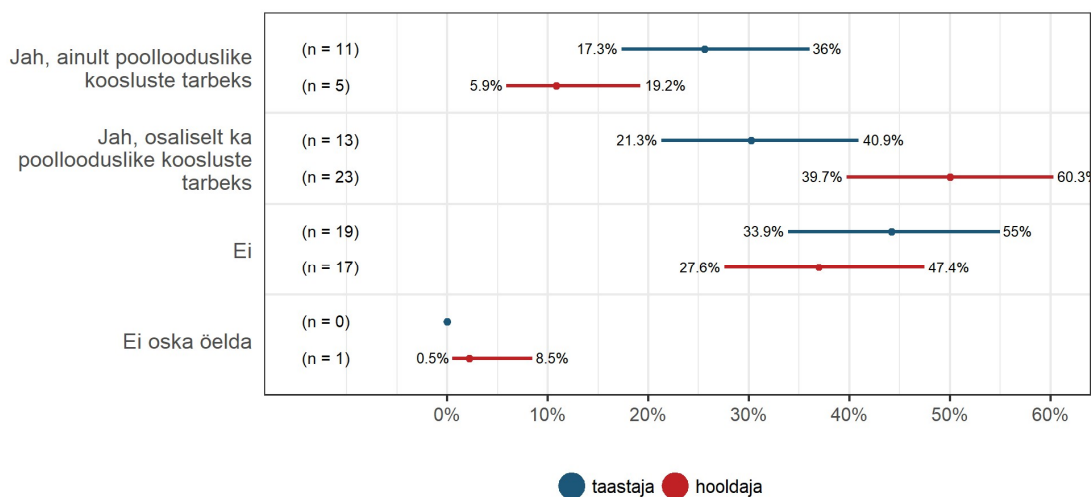 Jah, ainult poollooduslike
koosluste tarbeks
(n = 11)
17.3%
36%
(n = 5)
5.9%
19.2%
Jah, osaliselt ka
poollooduslike koosluste
tarbeks
(n = 13)
21.3%
40.9%
(n = 23)
39.7%
60.3%
Ei
(n = 19)
33.9%
55%
(n = 17)
27.6%
47.4%
Ei oska öelda
(n = 0)
(n = 1)
0.5%
8.5%
0% 10% 20% 30% 40% 50% 60%
taastaja hooldaja